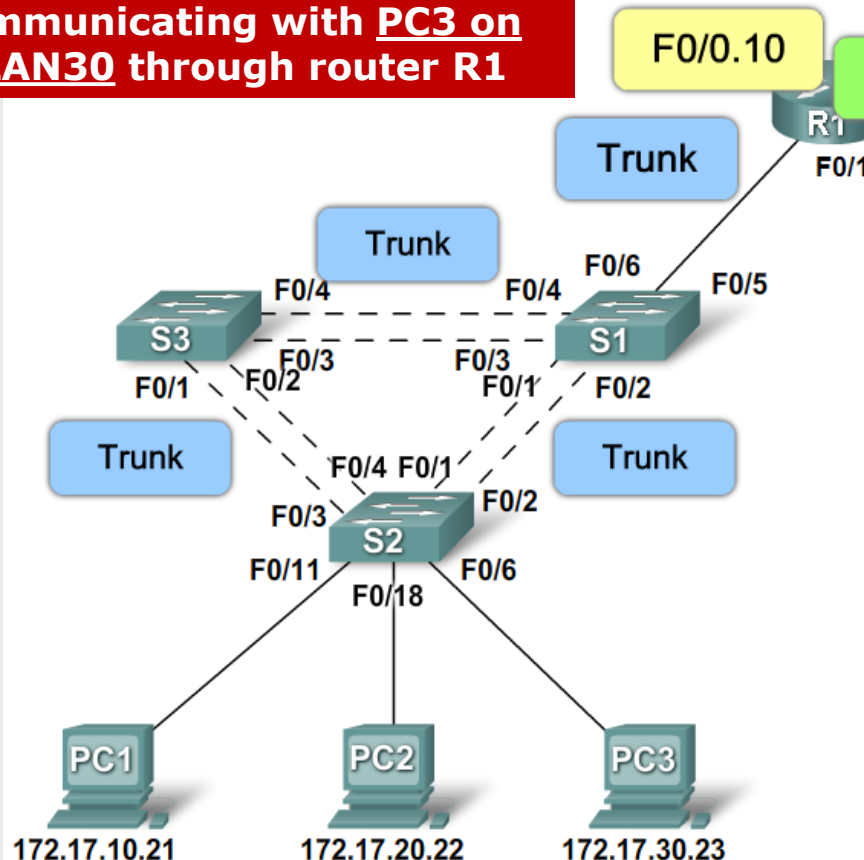 mmunicating with PC3 on
AN30 through router R1
F0/0.10
R1
F0/1
Trunk
Trunk
F0/6
F0/4
F0/4
F0/5
S3
S1
F0/3
F0/3
F0/1
F0/2
F0/1
F0/2
Trunk
Trunk
F0/4
F0/1
F0/3
F0/2
S2
F0/11
F0/6
F0/18
PC1
PC2
PC3
172.17.10.21
172.17.20.22
172.17.30.23